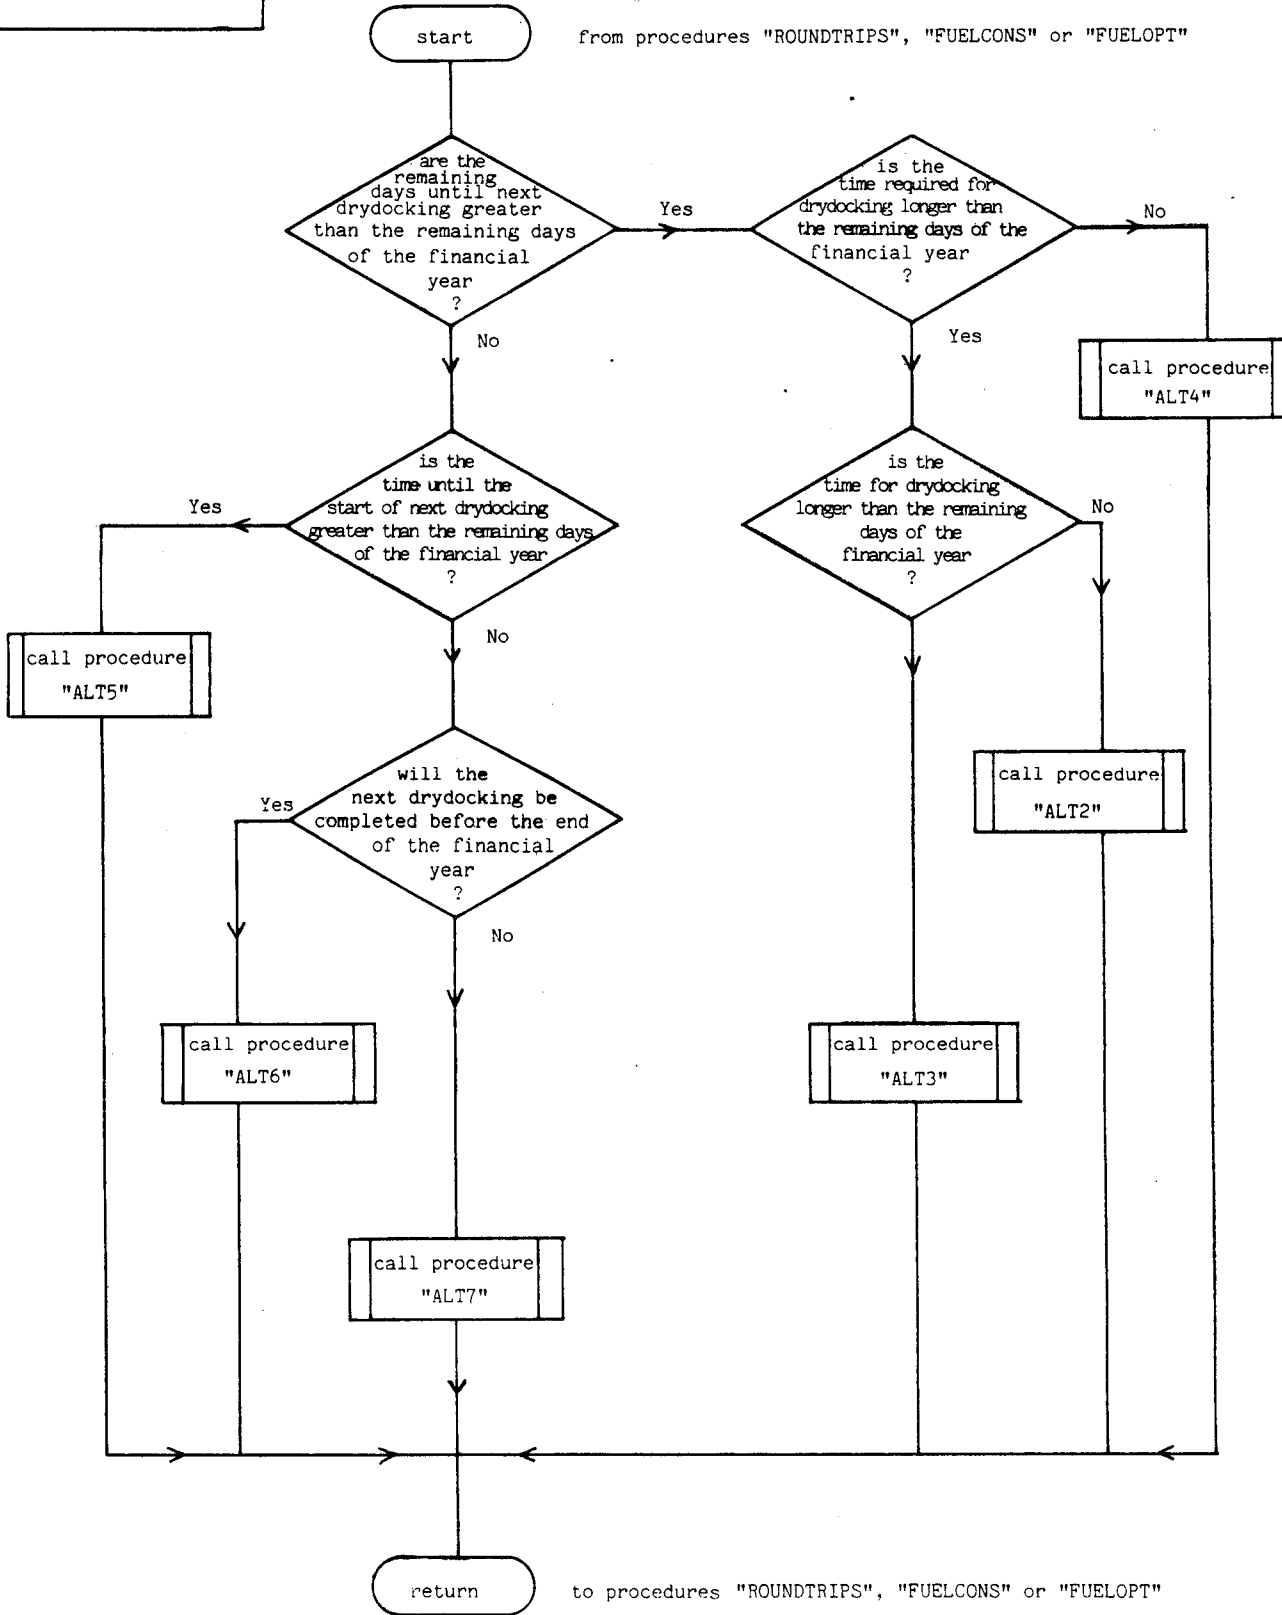 start
from procedures "ROUNDTRIPS", "FUELCONS" or "FUELOPT"
are the
remaining
days until next
drydocking greater
than the remaining days
of the financial
year
?
Yes
is the
time required for
drydocking longer than
the remaining days of the
financial year
?
No
No
Yes
call procedure
"ALT4"
is the
time until the
start of next drydocking
greater than the remaining days
of the financial year
?
Yes
is the
time for drydocking
longer than the remaining
days of the
financial year
?
No
No
call procedure
"ALT5"
will the
next drydocking be
completed before the end
of the financial
year
?
Yes
call procedure
"ALT2"
No
call procedure
"ALT6"
call procedure
"ALT3"
call procedure
"ALT7"
return
to procedures "ROUNDTRIPS", "FUELCONS" or "FUELOPT"